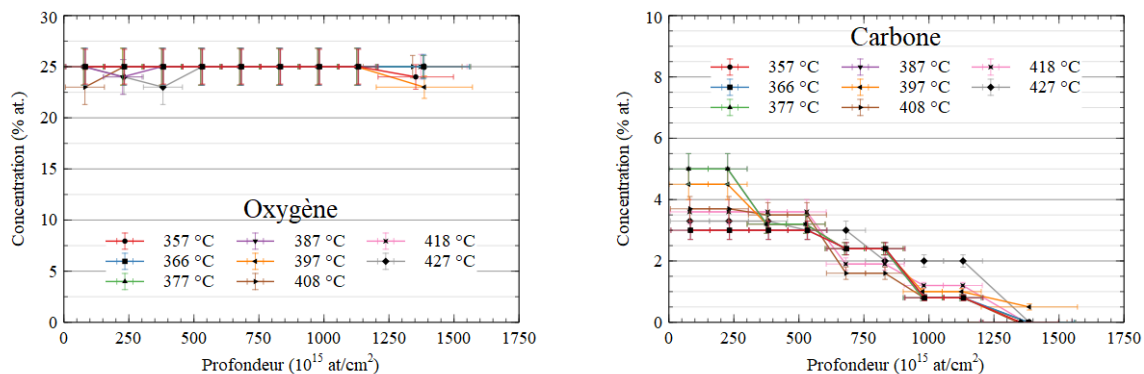 30
25
20
15
10
5
0
Concentration (% at.)
Oxygène
357 °C 387 °C 418 °C
366 °C 397 °C 427 °C
377 °C 408 °C
0 250 500 750 1000 1250 1500 1750
Profondeur (10¹⁵ at/cm²)
10
8
6
4
2
0
Concentration (% at.)
Carbone
357 °C 387 °C 418 °C
366 °C 397 °C 427 °C
377 °C 408 °C
0 250 500 750 1000 1250 1500 1750
Profondeur (10¹⁵ at/cm²)